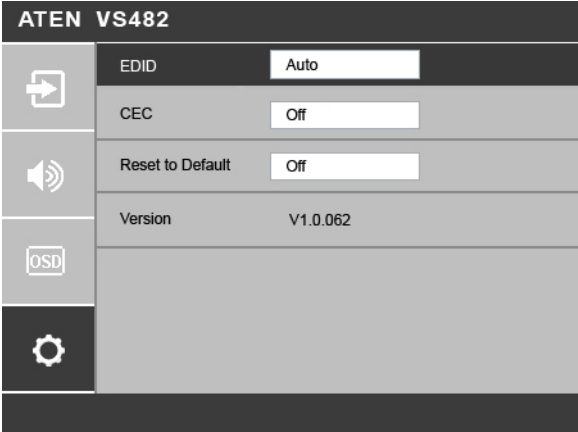 ATEN VS482
EDID Auto
CEC Off
Reset to Default Off
Version V1.0.062
OSD